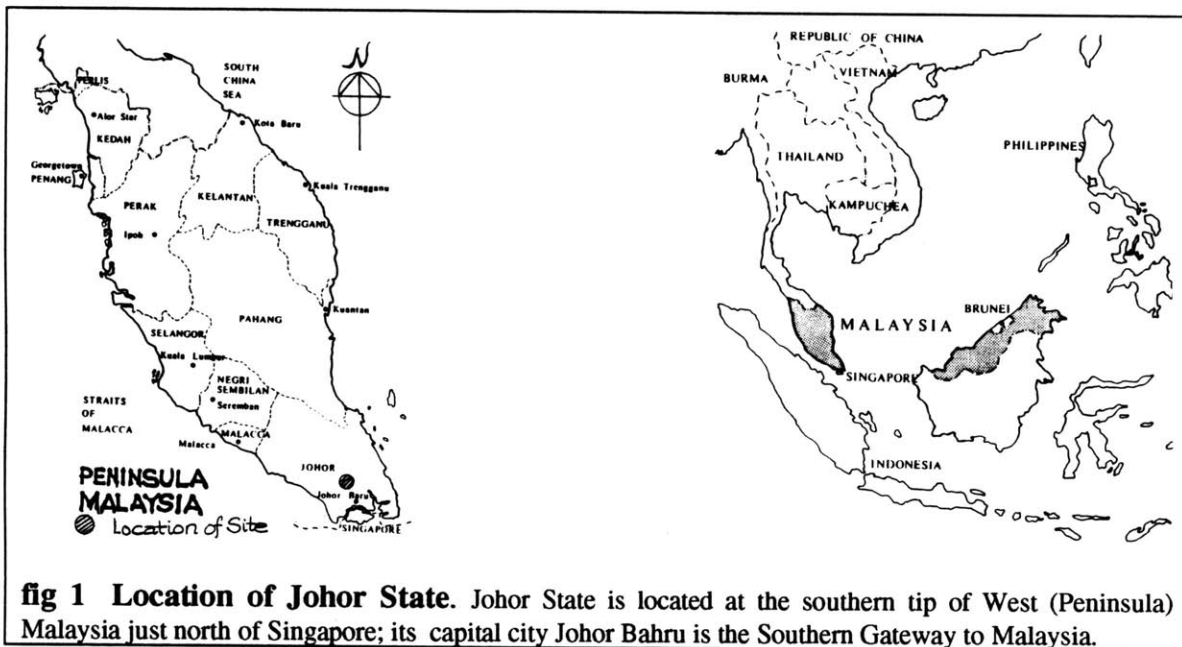 N
SOUTH
CHINA
SEA
PERLIS
Alor Star
KEDAH
Kota Baru
Georgetown
PENANG
Kuala Trengganu
KELANTAN
PERAK
TRENGGANU
Ipoh
PAHANG
Kuantan
SELANGOR
Kuala Lumpur
NEGRI
SEMBILAN
Seremban
STRAITS
OF
MALACCA
MALACCA
Malacca
JOHOR
Johor Baru
SINGAPORE
PENINSULA
MALAYSIA
Location of Site
REPUBLIC OF CHINA
BURMA
VIETNAM
PHILIPPINES
THAILAND
KAMPUCHEA
BRUNEI
MALAYSIA
SINGAPORE
INDONESIA
fig 1 Location of Johor State. Johor State is located at the southern tip of West (Peninsula)
Malaysia just north of Singapore; its capital city Johor Bahru is the Southern Gateway to Malaysia.